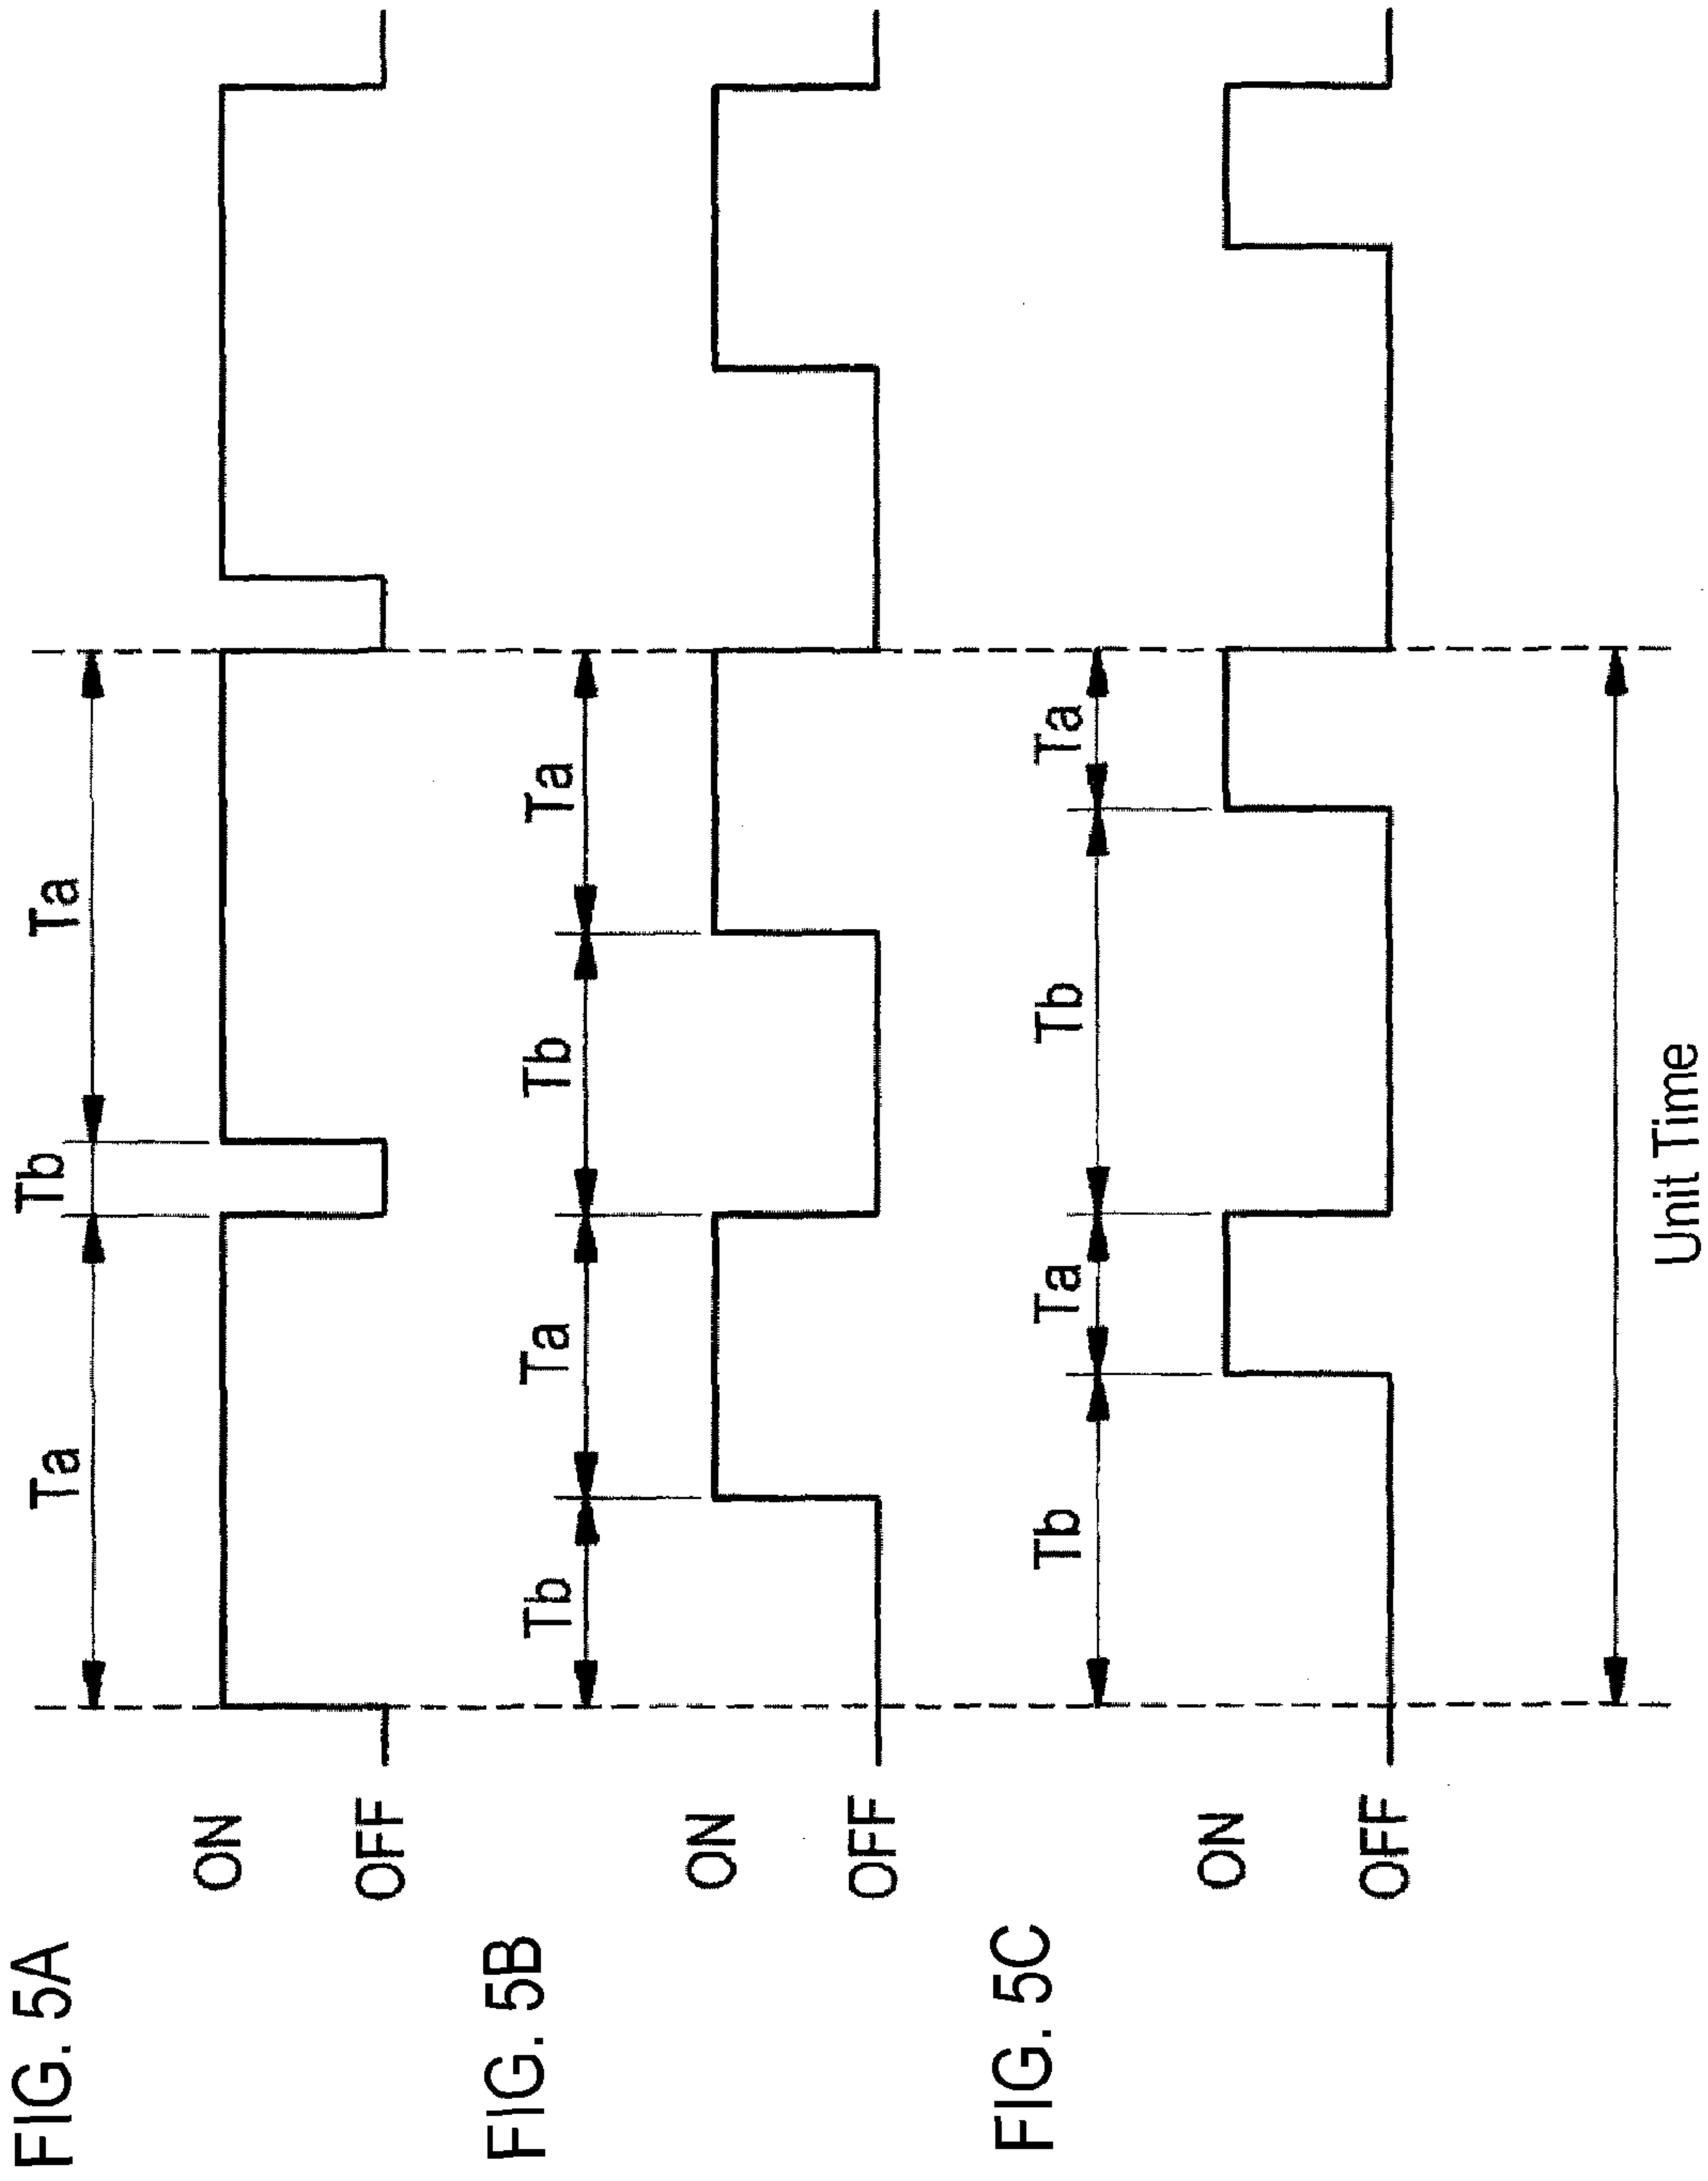 FIG. 5A
Ta
Tb
Ta
ON
OFF
FIG. 5B
Tb
Ta
Tb
Ta
ON
OFF
FIG. 5C
Tb
Ta
Tb
Ta
ON
OFF
Unit Time